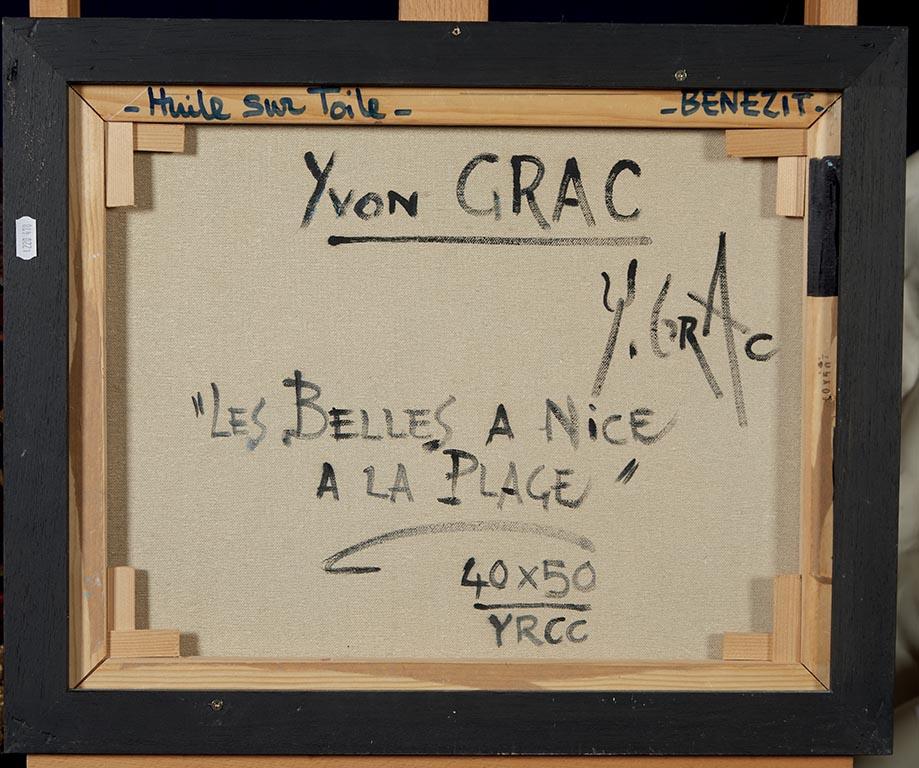 - Huile sur Toile -
- BENEZIT -
Yvon GRAC
Y. GRAC
"LES BELLES A NICE
A LA PLAGE"
40x50
YRCC